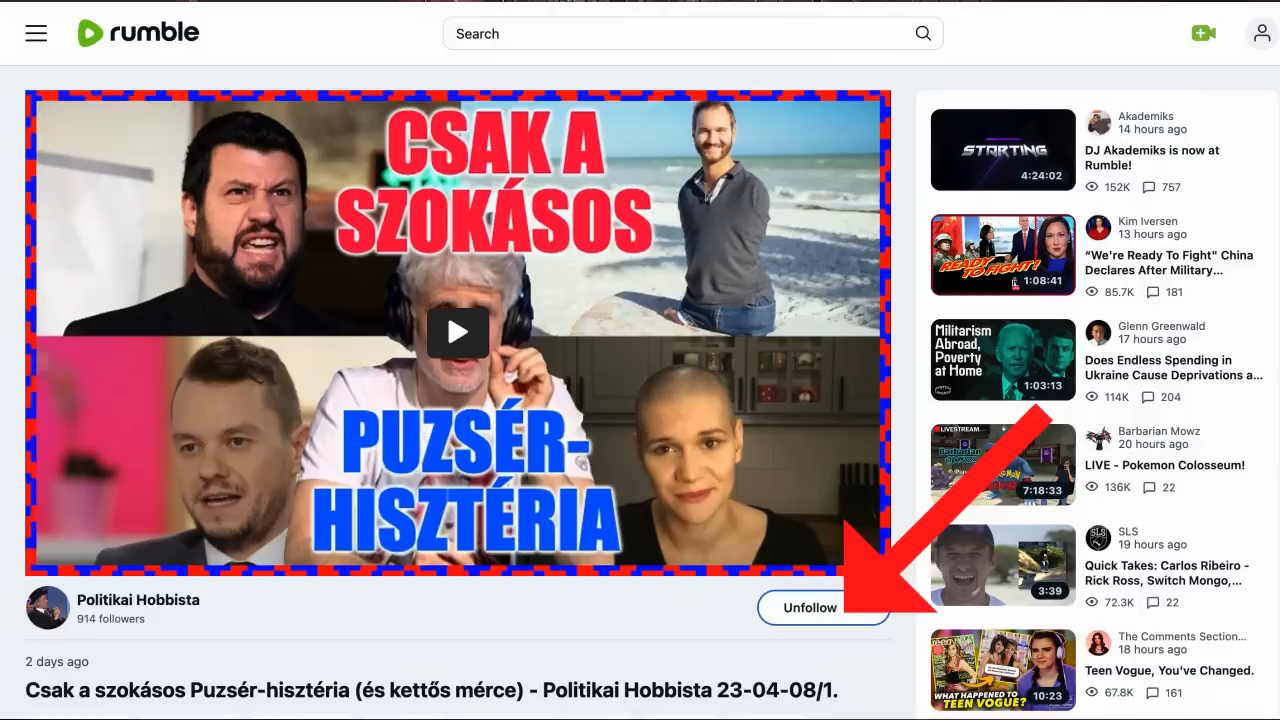 rumble
Search
CSAK A
SZOKÁSOS
PUZSÉR-
HISZTÉRIA
Politikai Hobbista
914 followers
Unfollow
2 days ago
Csak a szokásos Puzsér-hisztéria (és kettős mérce) - Politikai Hobbista 23-04-08/1.
STARTING
4:24:02
Akademiks
14 hours ago
DJ Akademiks is now at
Rumble!
152K
757
READY
TO FIGHT!
1:08:41
Kim Iversen
13 hours ago
“We're Ready To Fight" China
Declares After Military...
85.7K
181
Militarism
Abroad,
Poverty
at Home
1:03:13
Glenn Greenwald
17 hours ago
Does Endless Spending in
Ukraine Cause Deprivations a...
114K
204
LIVESTREAM
Barbarian
7:18:33
Barbarian Mowz
20 hours ago
LIVE - Pokemon Colosseum!
136K
22
3:39
SLS
SLS
19 hours ago
Quick Takes: Carlos Ribeiro -
Rick Ross, Switch Mongo,...
72.3K
22
WHAT HAPPENED TO
TEEN VOGUE?
10:23
The Comments Section...
18 hours ago
Teen Vogue, You've Changed.
67.8K
161